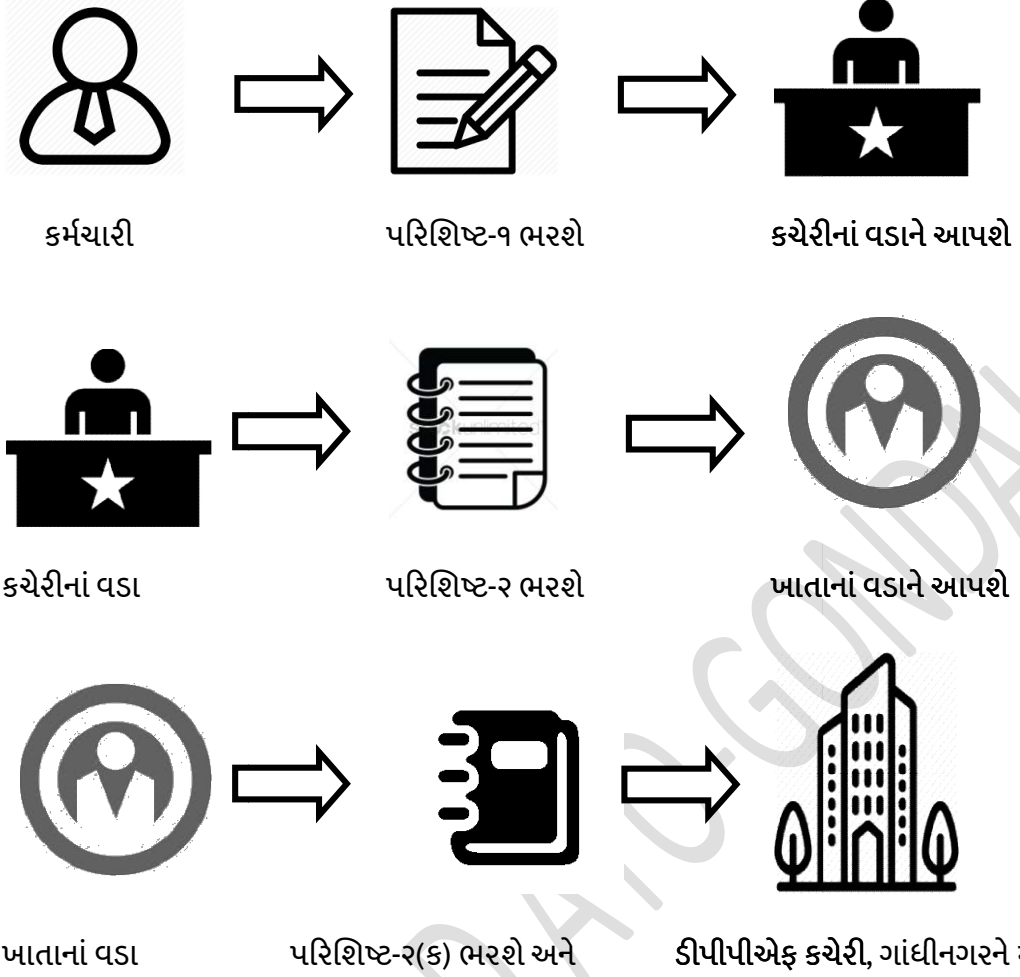 કર્મચારી પરિશિષ્ટ-૧ ભરશે કચેરીનાં વડાને આપશે
કચેરીનાં વડા પરિશિષ્ટ-૨ ભરશે ખાતાનાં વડાને આપશે
ખાતાનાં વડા પરિશિષ્ટ-૨(ક) ભરશે અને ડીપીપીએફ કચેરી, ગાંધીનગરને